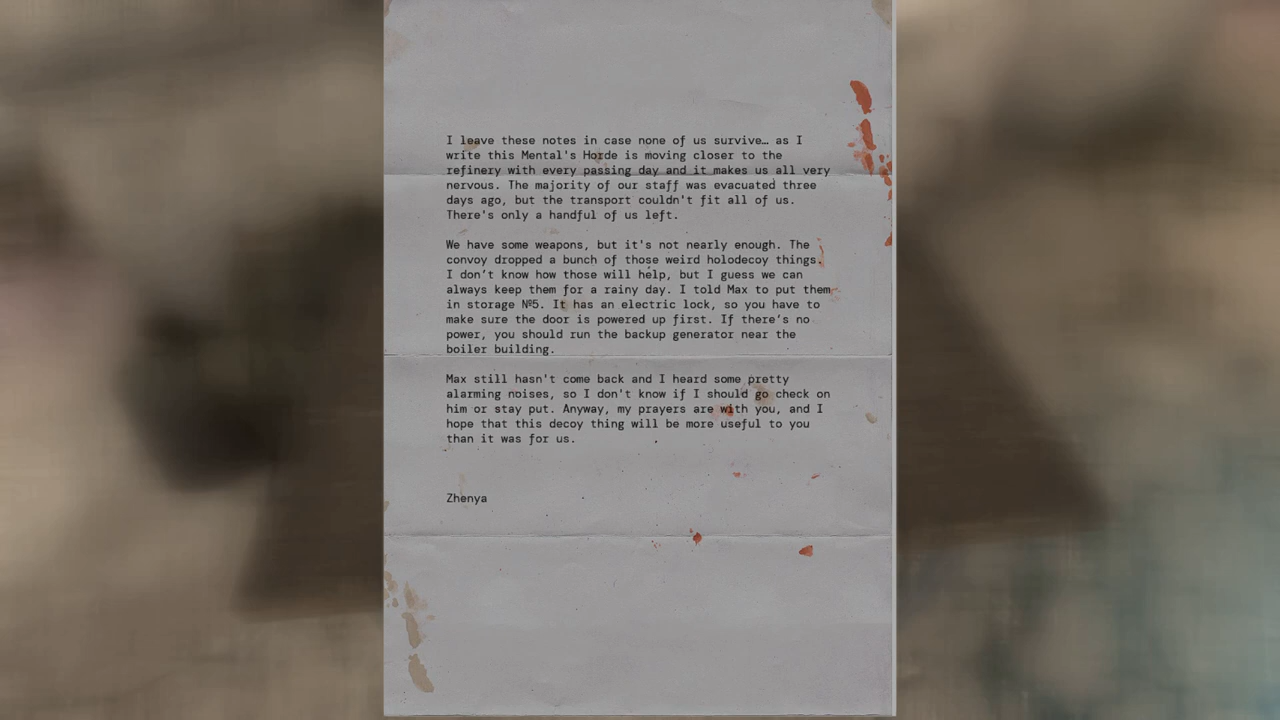 I leave these notes in case none of us survive… as I
write this Mental's Horde is moving closer to the
refinery with every passing day and it makes us all very
nervous. The majority of our staff was evacuated three
days ago, but the transport couldn't fit all of us.
There's only a handful of us left.
We have some weapons, but it's not nearly enough. The
convoy dropped a bunch of those weird holodecoy things.
I don’t know how those will help, but I guess we can
always keep them for a rainy day. I told Max to put them
in storage №5. It has an electric lock, so you have to
make sure the door is powered up first. If there’s no
power, you should run the backup generator near the
boiler building.
Max still hasn't come back and I heard some pretty
alarming noises, so I don't know if I should go check on
him or stay put. Anyway, my prayers are with you, and I
hope that this decoy thing will be more useful to you
than it was for us.
Zhenya